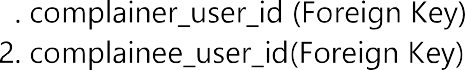 . complainer_user_id (Foreign Key)
2. complainee_user_id(Foreign Key)